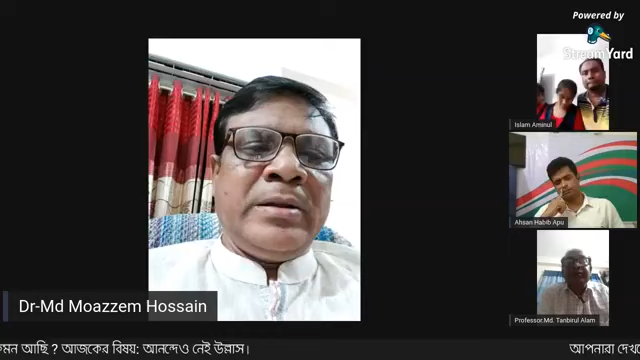 Powered by
StreamYard
Islam Aminul
Ahsan Habib Apu
Professor.Md. Tanbirul Alam
Dr-Md Moazzem Hossain
আছি ? আজকের বিষয়: আনন্দেও নেই উল্লাস।
আপনারা